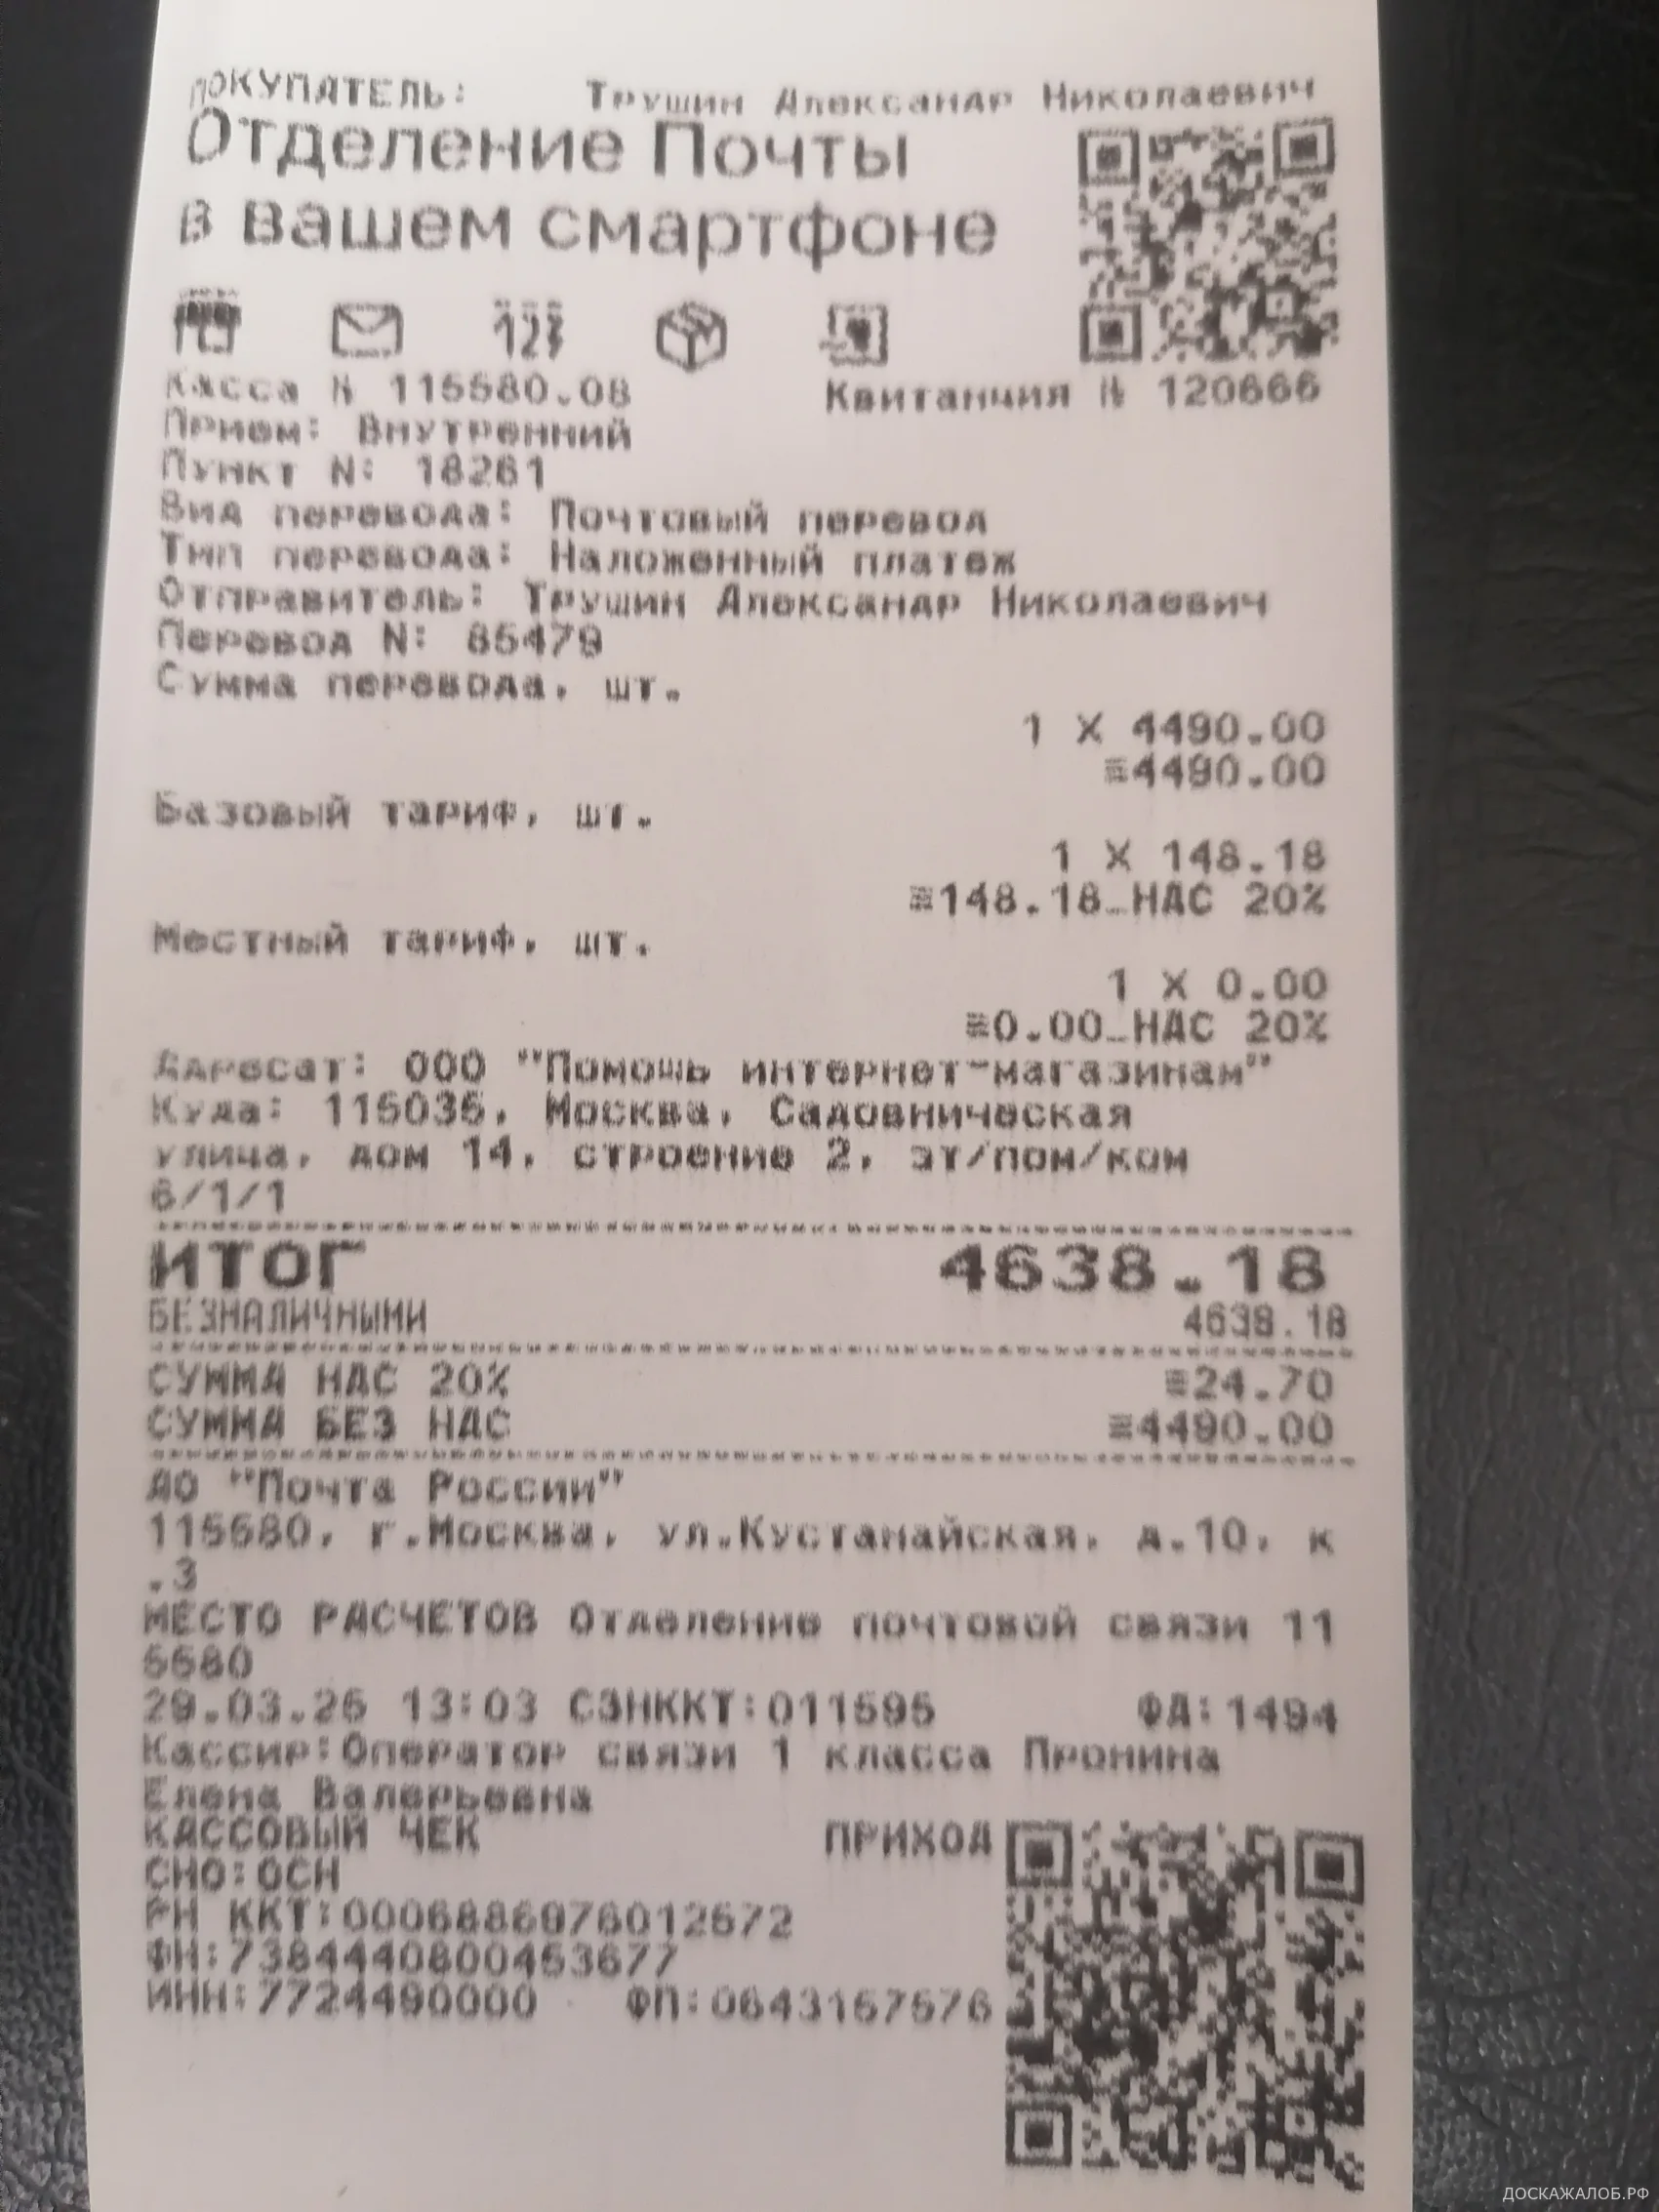 ПОКУПАТЕЛЬ: Трушин Александр Николаевич
Отделение Почты
в вашем смартфоне
123
Касса N 115580.08 Квитанция N 120666
Прием: Внутренний
Пункт N: 18261
Вид перевода: Почтовый перевод
Тип перевода: Наложенный платеж
Отправитель: Трушин Александр Николаевич
Перевод N: 85479
Сумма перевода, шт.
1 X 4490.00
≡4490.00
Базовый тариф, шт.
1 X 148.18
≡148.18_НДС 20%
Местный тариф, шт.
1 X 0.00
≡0.00_НДС 20%
Адресат: ООО "Помощь интернет-магазинам"
Куда: 115035, Москва, Садовническая
улица, дом 14, строение 2, эт/пом/ком
6/1/1
ИТОГ 4638.18
БЕЗНАЛИЧНЫМИ 4638.18
СУММА НДС 20% ≡24.70
СУММА БЕЗ НДС ≡4490.00
АО "Почта России"
115580, г.Москва, ул.Кустанайская, д.10, к
.3
МЕСТО РАСЧЕТОВ Отделение почтовой связи 11
5580
29.03.25 13:03 СЗНККТ:011595 ФД:1494
Кассир:Оператор связи 1 класса Пронина
Елена Валерьевна
КАССОВЫЙ ЧЕК ПРИХОД
СНО:ОСН
РН ККТ:0006886976012672
ФН:7384440800453677
ИНН:7724490000 ФП:0643157576
ДОСКАЖАЛОБ.РФ